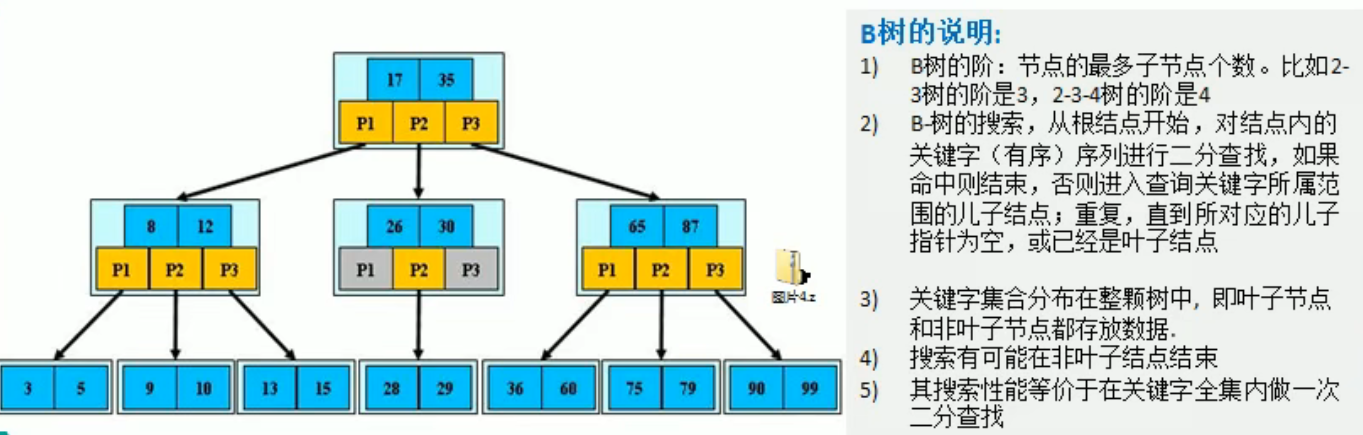 17 35
P1 P2 P3
8 12
P1 P2 P3
26 30
P1 P2 P3
65 87
P1 P2 P3
3 5
9 10
13 15
28 29
36 60
75 79
90 99
图片4.z
B树的说明:
1) B树的阶：节点的最多子节点个数。比如2-
3树的阶是3，2-3-4树的阶是4
2) B-树的搜索，从根结点开始，对结点内的
关键字（有序）序列进行二分查找，如果
命中则结束，否则进入查询关键字所属范
围的儿子结点；重复，直到所对应的儿子
指针为空，或已经是叶子结点
3) 关键字集合分布在整颗树中, 即叶子节点
和非叶子节点都存放数据.
4) 搜索有可能在非叶子结点结束
5) 其搜索性能等价于在关键字全集内做一次
二分查找